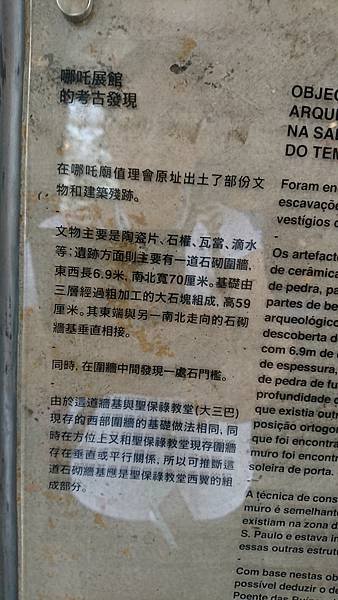 哪吒展館
的考古發現
在哪吒廟值理會原址出土了部份文
物和建築殘跡。
-
文物主要是陶瓷片、石權、瓦當、滴水
等；遺跡方面則主要有一道石砌圍牆，
東西長6.9米，南北寬70厘米。基礎由
三層經過粗加工的大石塊組成，高59
厘米。其東端與另一南北走向的石砌
牆基垂直相接。
-
同時，在圍牆中間發現一處石門檻。
-
由於這道牆基與聖保祿教堂(大三巴)
現存的西部圍牆的基礎做法相同，同
時在方位上又和聖保祿教堂現存圍牆
存在垂直或平行關係，所以可推斷這
道石砌牆基應是聖保祿教堂西翼的組
成部分。
OBJE
ARQU
NA SA
DO TEM
Foram en
escavaçõe
vestígios d
-
Os artefact
de cerâmica
de pedra, pa
partes de be
arqueológico
descoberta d
com 6.9m de
de espessura,
de pedra de fu
profundidade d
que existia outr
posição ortogor
que foi encontra
muro foi encontr
soleira de porta.
-
A técnica de cons
muro é semelhante
existiam na zona d
S. Paulo e estava ir
essas outras estrutu
-
Com base nestas ob
possível deduzir o de
Poente das Ruín